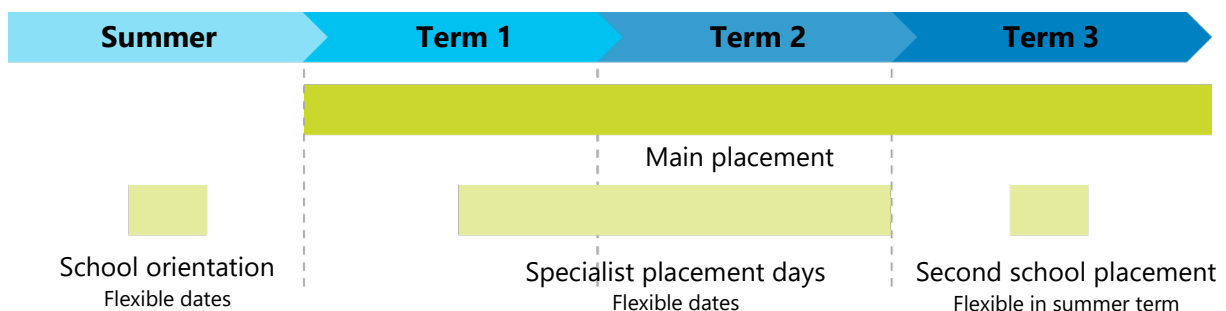 Summer Term 1 Term 2 Term 3
Main placement
School orientation Specialist placement days Second school placement
Flexible dates Flexible dates Flexible in summer term